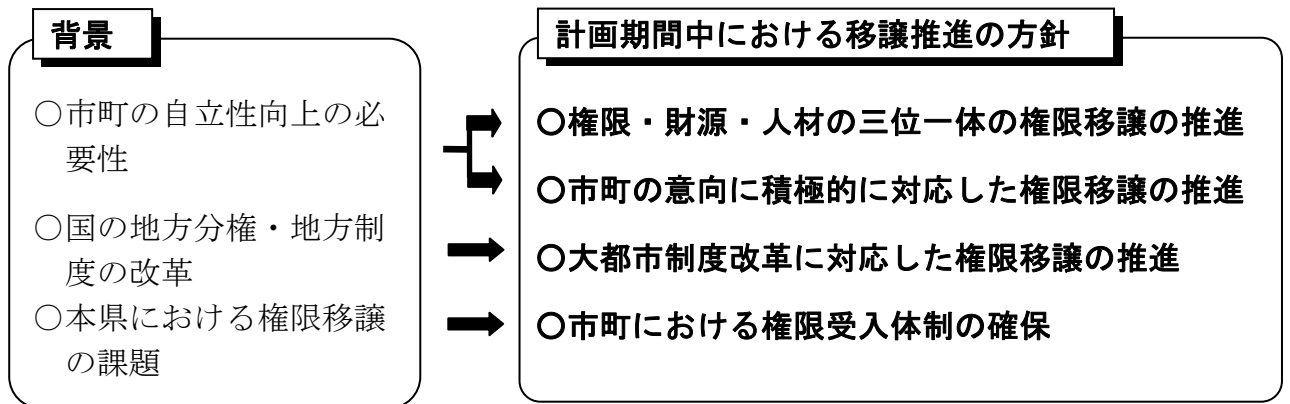 背景
○市町の自立性向上の必
要性
○国の地方分権・地方制
度の改革
○本県における権限移譲
の課題
計画期間中における移譲推進の方針
○権限・財源・人材の三位一体の権限移譲の推進
○市町の意向に積極的に対応した権限移譲の推進
○大都市制度改革に対応した権限移譲の推進
○市町における権限受入体制の確保